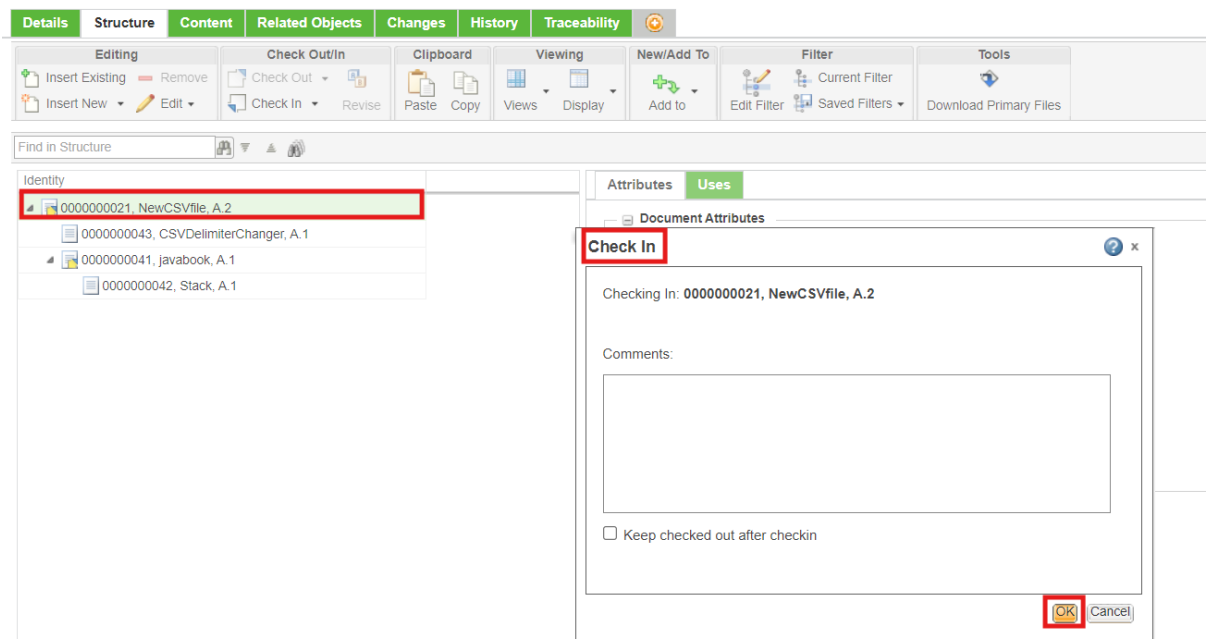 Details Structure Content Related Objects Changes History Traceability
Editing Check Out/In Clipboard Viewing New/Add To Filter Tools
Insert Existing Remove Check Out Current Filter
Insert New Edit Check In Revise Paste Copy Views Display Add to Edit Filter Saved Filters Download Primary Files
Find in Structure
Identity
0000000021, NewCSVfile, A.2
0000000043, CSVDelimiterChanger, A.1
0000000041, javabook, A.1
0000000042, Stack, A.1
Attributes Uses
Document Attributes
Check In ? x
Checking In: 0000000021, NewCSVfile, A.2
Comments:
Keep checked out after checkin
OK Cancel